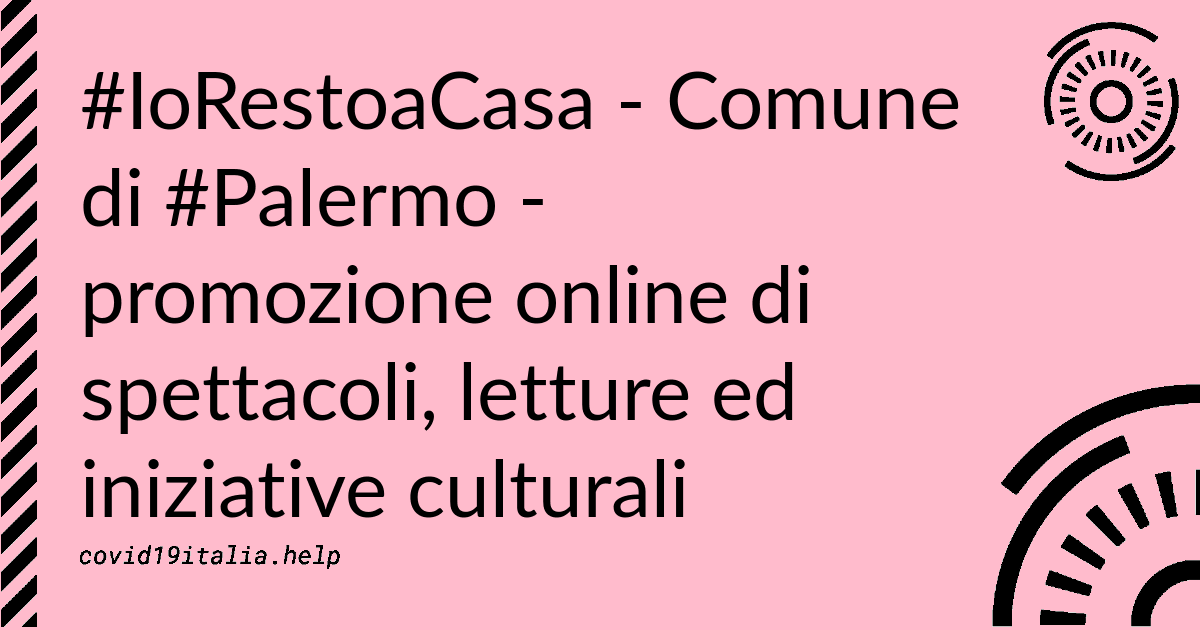 #IoRestoaCasa - Comune
di #Palermo -
promozione online di
spettacoli, letture ed
iniziative culturali
covid19italia.help